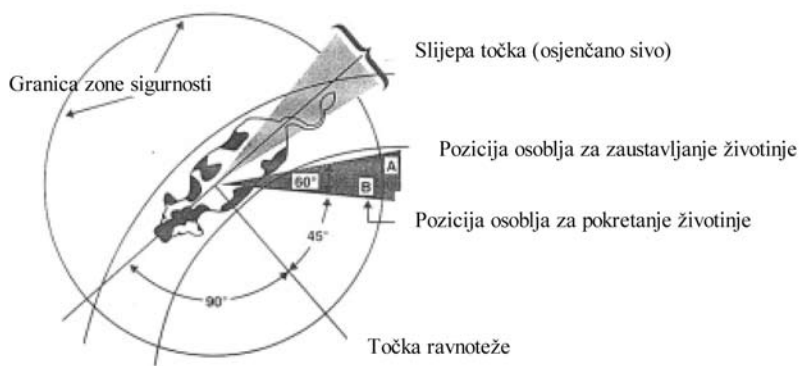 Slijepa točka (osjenčano sivo)
Granica zone sigurnosti
Pozicija osoblja za zaustavljanje životinje
A
60°
B
Pozicija osoblja za pokretanje životinje
45°
90°
Točka ravnoteže